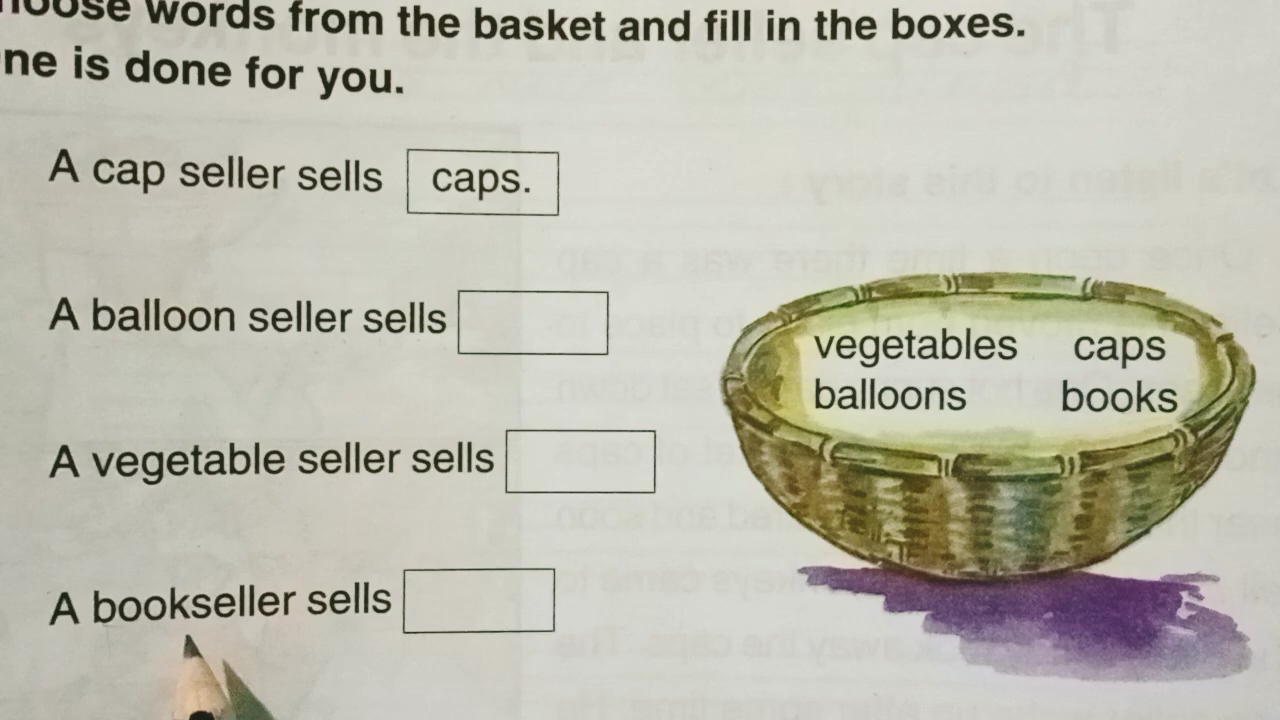 words from the basket and fill in the boxes.
is done for you.
A cap seller sells caps.
A balloon seller sells
vegetables caps
balloons books
A vegetable seller sells
A bookseller sells